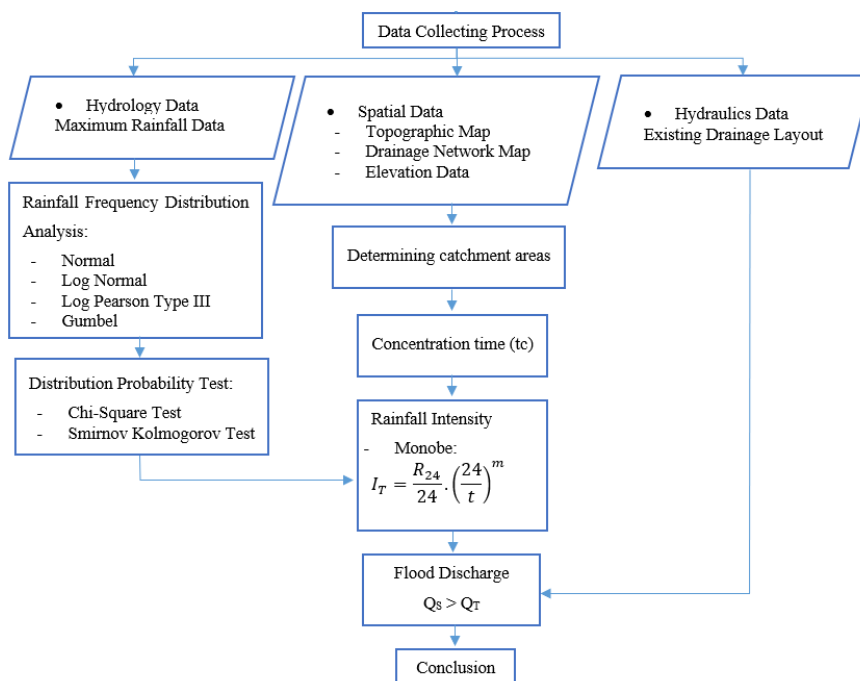 Data Collecting Process
• Hydrology Data
Maximum Rainfall Data
• Spatial Data
- Topographic Map
- Drainage Network Map
- Elevation Data
• Hydraulics Data
Existing Drainage Layout
Rainfall Frequency Distribution
Analysis:
- Normal
- Log Normal
- Log Pearson Type III
- Gumbel
Determining catchment areas
Concentration time (tc)
Distribution Probability Test:
- Chi-Square Test
- Smirnov Kolmogorov Test
Rainfall Intensity
- Monobe:
I_T = R_24/24 . (24/t)^m
Flood Discharge
Q_S > Q_T
Conclusion